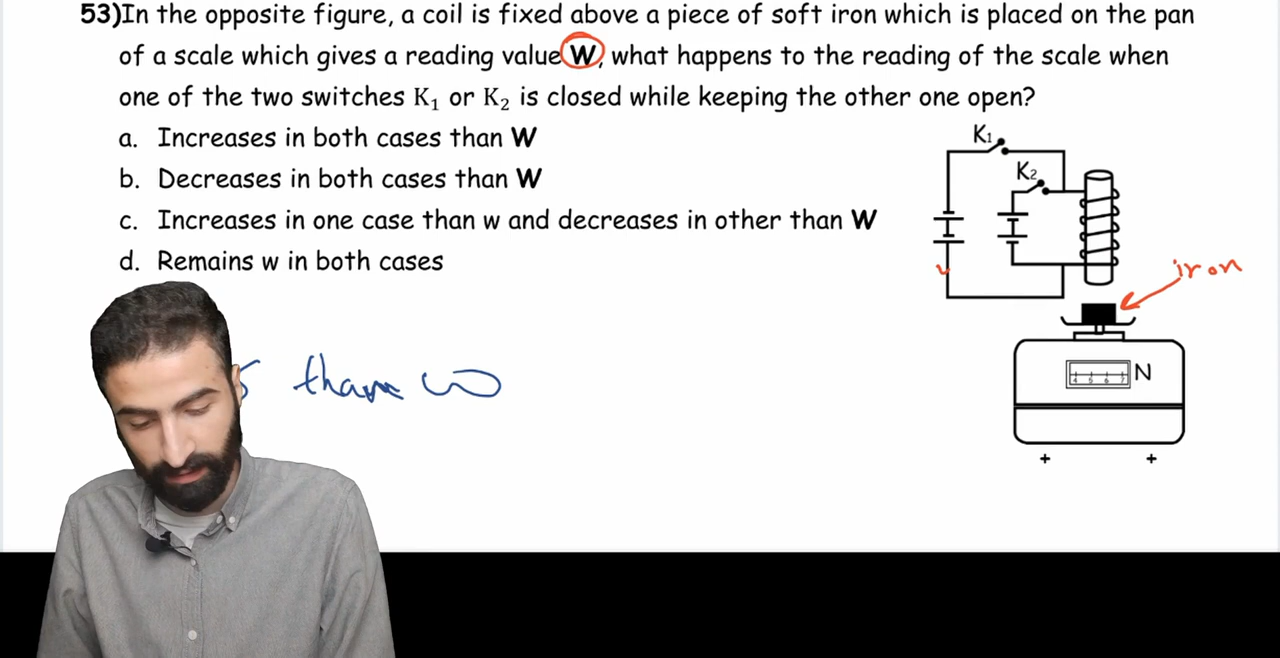 53)In the opposite figure, a coil is fixed above a piece of soft iron which is placed on the pan
of a scale which gives a reading value W, what happens to the reading of the scale when
one of the two switches K₁ or K₂ is closed while keeping the other one open?
a. Increases in both cases than W
b. Decreases in both cases than W
c. Increases in one case than w and decreases in other than W
d. Remains w in both cases
K₁
K₂
iron
4 5 6 7 N
+ +
than w